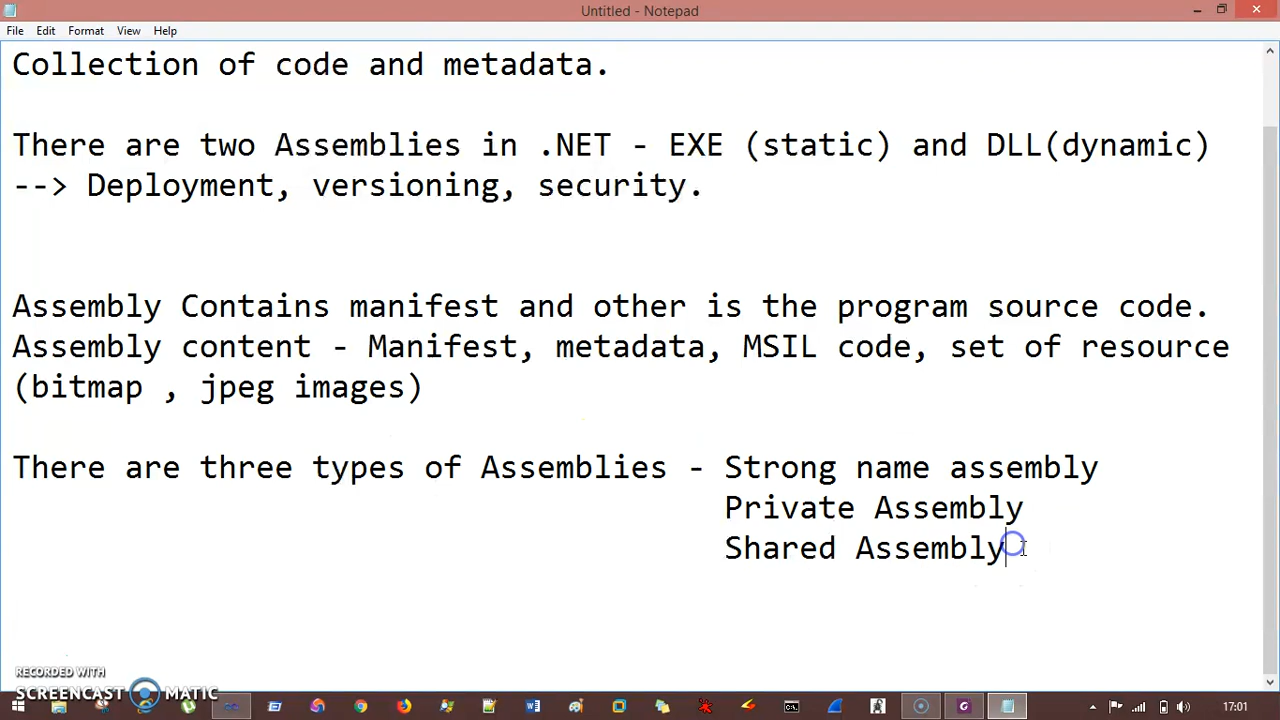 Untitled - Notepad
File Edit Format View Help
Collection of code and metadata.
There are two Assemblies in .NET - EXE (static) and DLL(dynamic)
--> Deployment, versioning, security.
Assembly Contains manifest and other is the program source code.
Assembly content - Manifest, metadata, MSIL code, set of resource
(bitmap , jpeg images)
There are three types of Assemblies - Strong name assembly
Private Assembly
Shared Assembly
RECORDED WITH
SCREENCAST MATIC
17:01